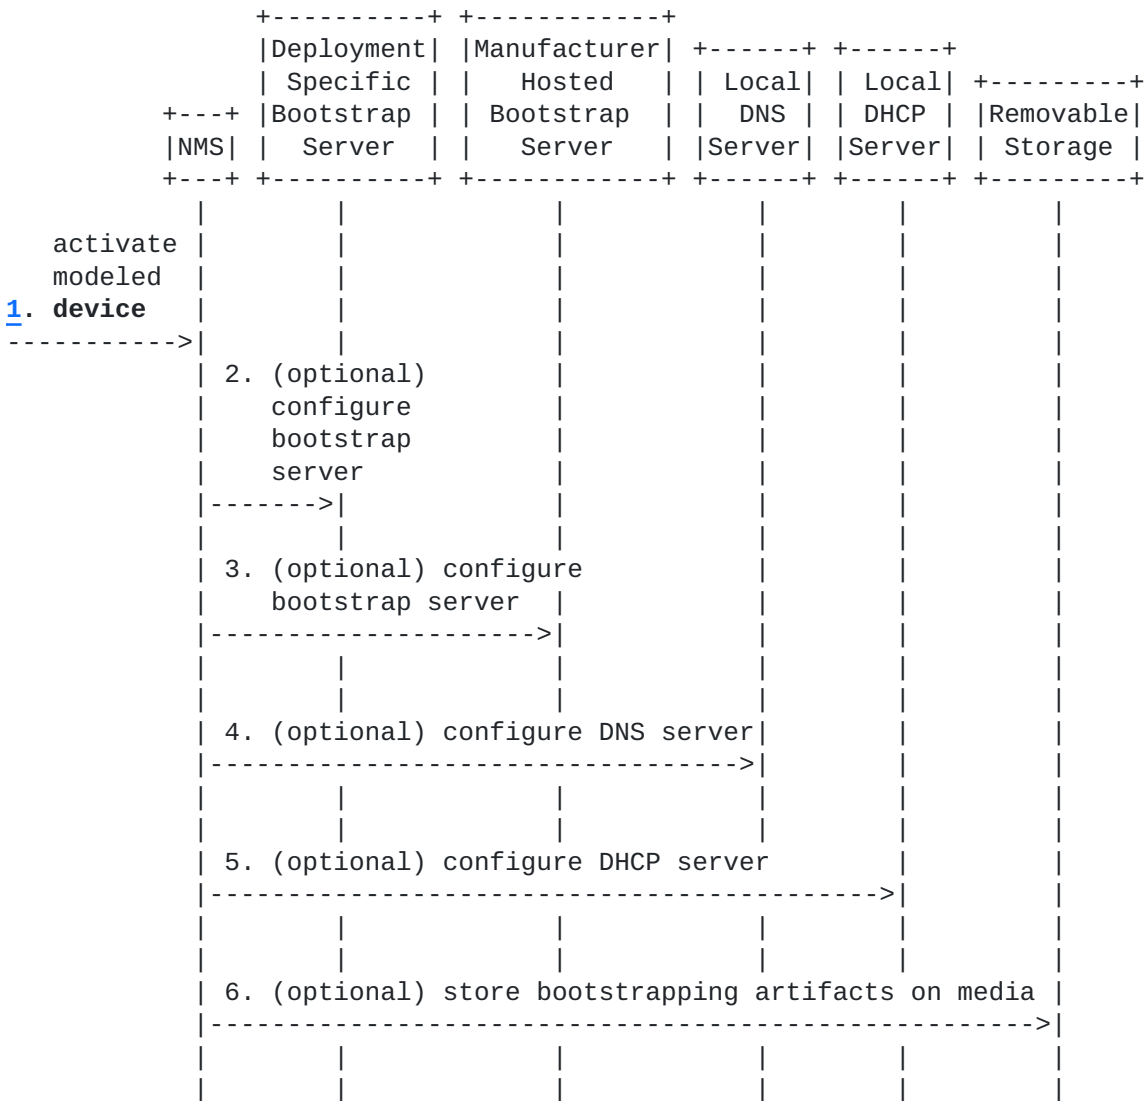 Deployment Manufacturer
Specific Hosted Local Local
NMS Bootstrap Bootstrap DNS DHCP Removable
Server Server Server Server Storage
activate
modeled
1. device
2. (optional)
configure
bootstrap
server
3. (optional) configure
bootstrap server
4. (optional) configure DNS server
5. (optional) configure DHCP server
6. (optional) store bootstrapping artifacts on media